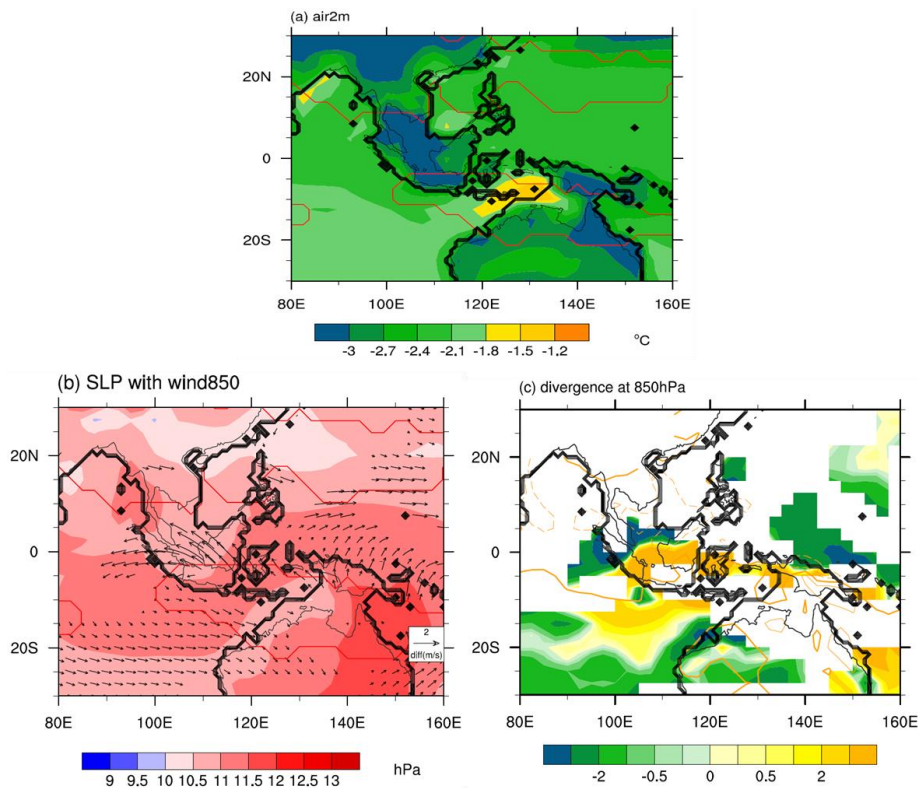 (a) air2m
20N
0
20S
80E 100E 120E 140E 160E
-3 -2.7 -2.4 -2.1 -1.8 -1.5 -1.2
°C
(b) SLP with wind850
20N
0
20S
2
diff(m/s)
80E 100E 120E 140E 160E
9 9.5 10 10.5 11 11.5 12 12.5 13
hPa
(c) divergence at 850hPa
20N
0
20S
80E 100E 120E 140E 160E
-2 -0.5 0 0.5 2